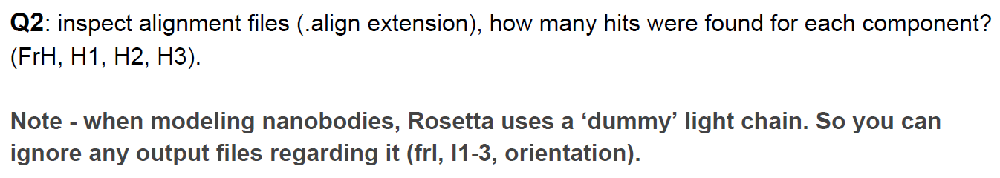 Q2: inspect alignment files (.align extension), how many hits were found for each component?
(FrH, H1, H2, H3).
Note - when modeling nanobodies, Rosetta uses a ‘dummy’ light chain. So you can
ignore any output files regarding it (frl, l1-3, orientation).